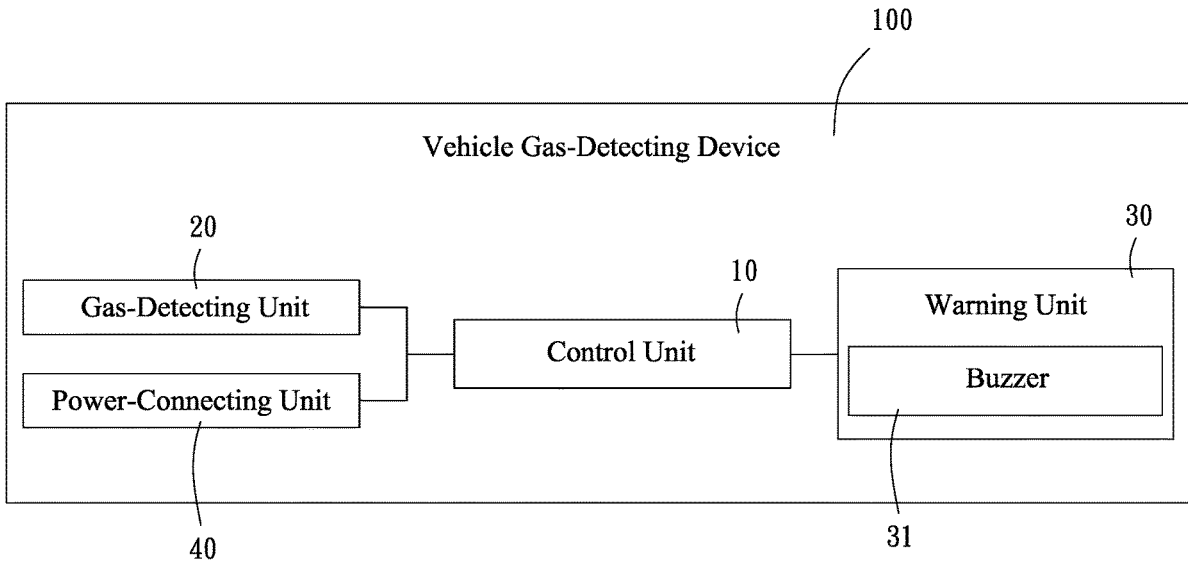 100
Vehicle Gas-Detecting Device
20
Gas-Detecting Unit
Power-Connecting Unit
40
10
Control Unit
30
Warning Unit
Buzzer
31